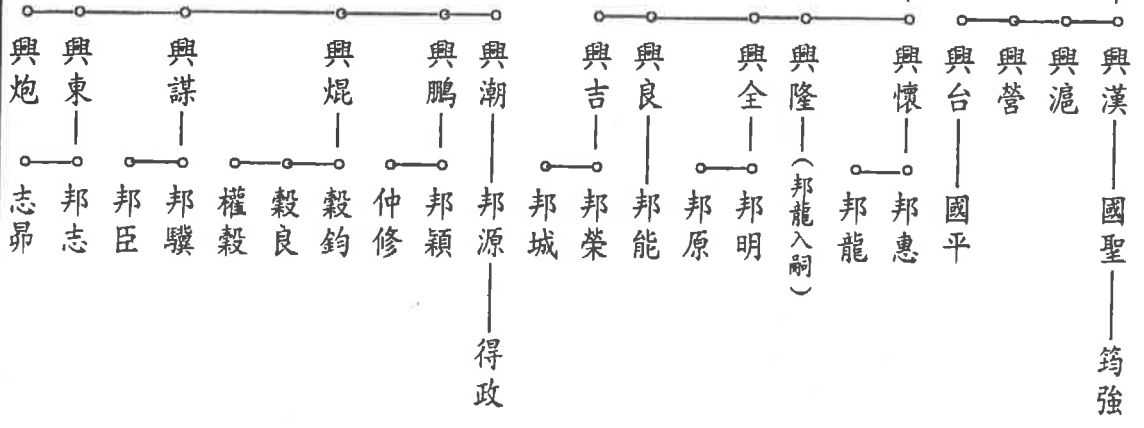 興漢
興滬
興營
興台
興懷
興隆
興全
興良
興吉
興潮
興鵬
興焜
興謀
興東
興炮
國聖
國平
邦惠
邦龍
（邦龍入嗣）
邦明
邦原
邦能
邦榮
邦城
邦源
邦穎
仲修
穀鈞
穀良
權穀
邦驥
邦臣
邦志
志昴
筠強
得政